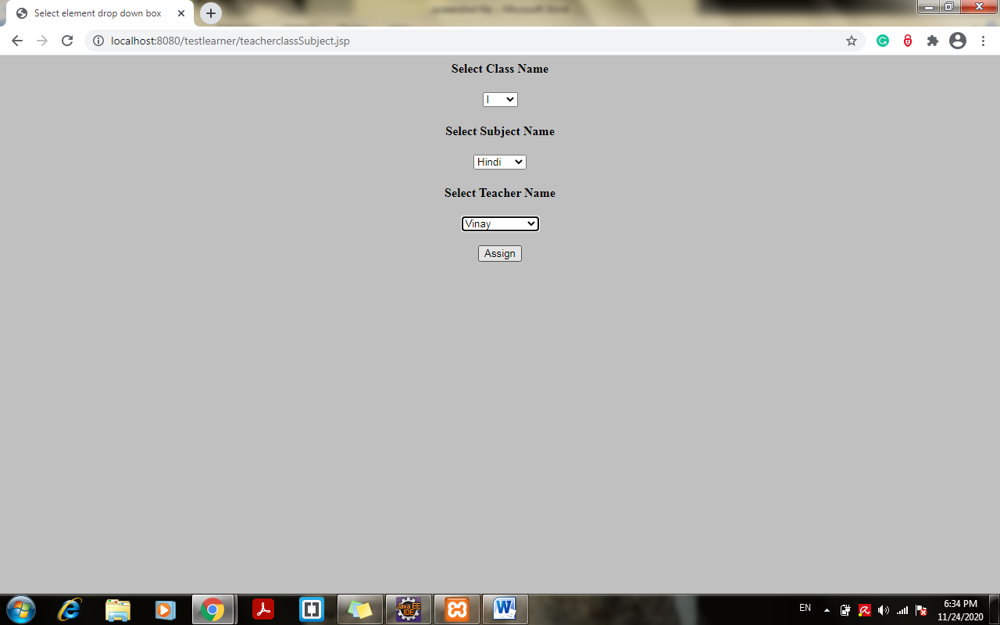 Select element drop down box
localhost:8080/testlearner/teacherclassSubject.jsp
Select Class Name
I
Select Subject Name
Hindi
Select Teacher Name
Vinay
Assign
Java EE
IDE
EN
6:34 PM
11/24/2020